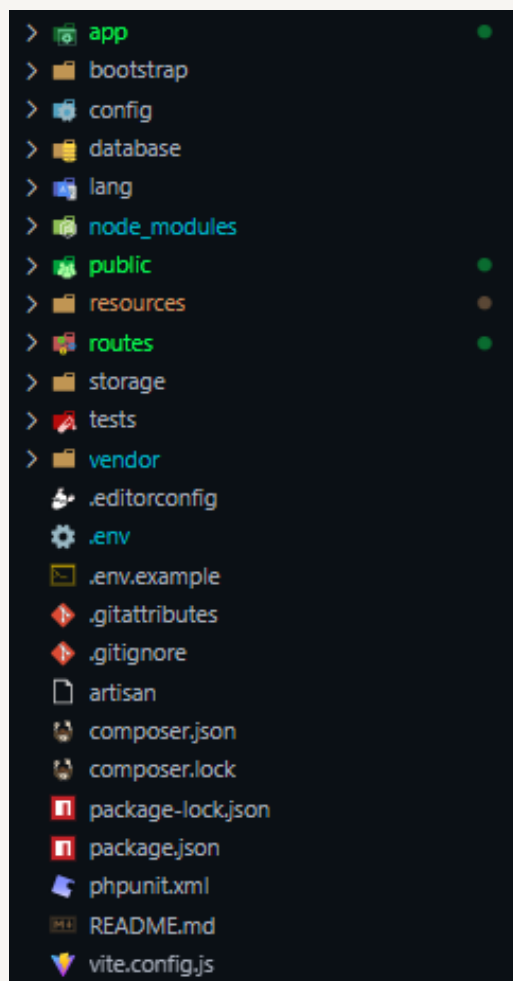 app
bootstrap
config
database
lang
node_modules
public
resources
routes
storage
tests
vendor
.editorconfig
.env
.env.example
.gitattributes
.gitignore
artisan
composer.json
composer.lock
package-lock.json
package.json
phpunit.xml
README.md
vite.config.js